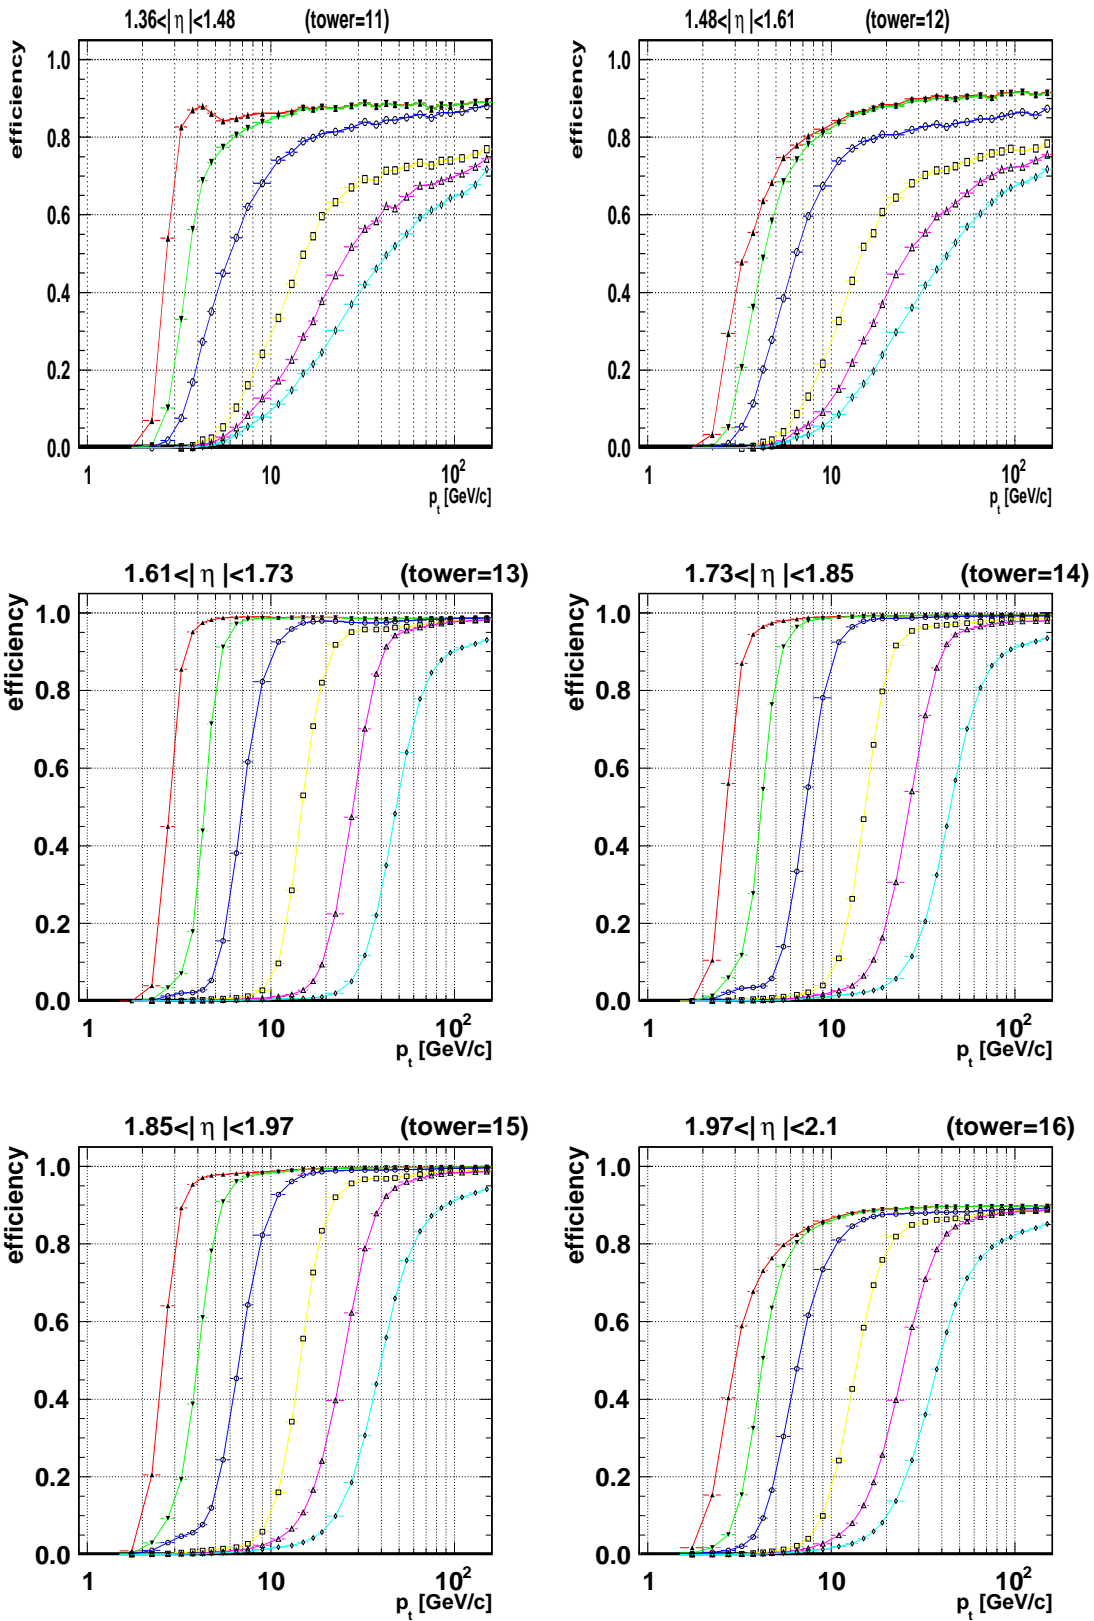 1.36<| η |<1.48 (tower=11)
efficiency
1.0
0.8
0.6
0.4
0.2
0.0
1 10 10²
p_t [GeV/c]
1.48<| η |<1.61 (tower=12)
efficiency
1.0
0.8
0.6
0.4
0.2
0.0
1 10 10²
p_t [GeV/c]
1.61<| η |<1.73 (tower=13)
efficiency
1.0
0.8
0.6
0.4
0.2
0.0
1 10 10²
p_t [GeV/c]
1.73<| η |<1.85 (tower=14)
efficiency
1.0
0.8
0.6
0.4
0.2
0.0
1 10 10²
p_t [GeV/c]
1.85<| η |<1.97 (tower=15)
efficiency
1.0
0.8
0.6
0.4
0.2
0.0
1 10 10²
p_t [GeV/c]
1.97<| η |<2.1 (tower=16)
efficiency
1.0
0.8
0.6
0.4
0.2
0.0
1 10 10²
p_t [GeV/c]